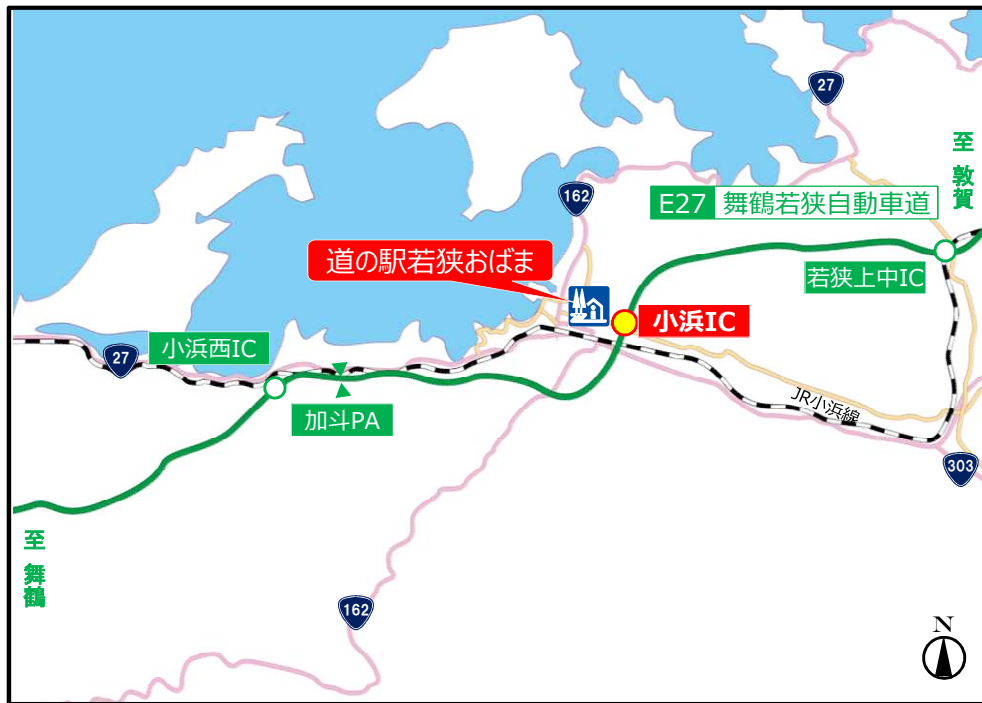 27
至 敦賀
162
E27 舞鶴若狭自動車道
道の駅若狭おばま
若狭上中IC
小浜IC
小浜西IC
27
加斗PA
JR小浜線
303
至 舞鶴
162
N